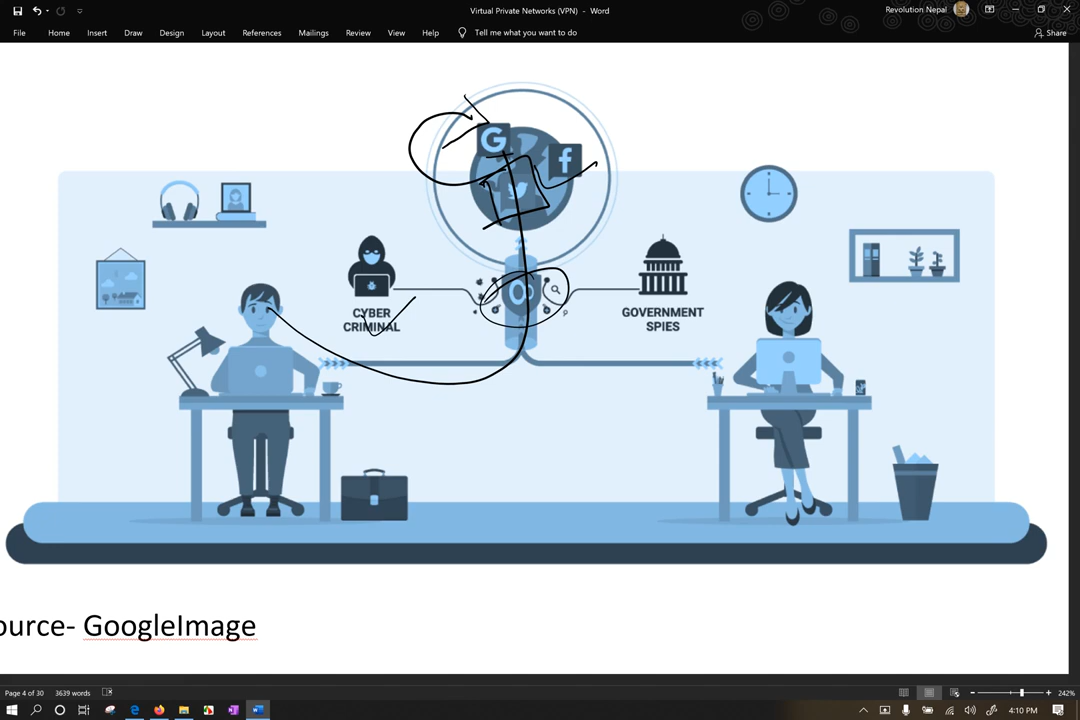 Virtual Private Networks (VPN) - Word
Revolution Nepal
File Home Insert Draw Design Layout References Mailings Review View Help Tell me what you want to do
Share
G
f
CYBER
CRIMINAL
GOVERNMENT
SPIES
ource- GoogleImage
Page 4 of 30 3639 words
242%
4:10 PM